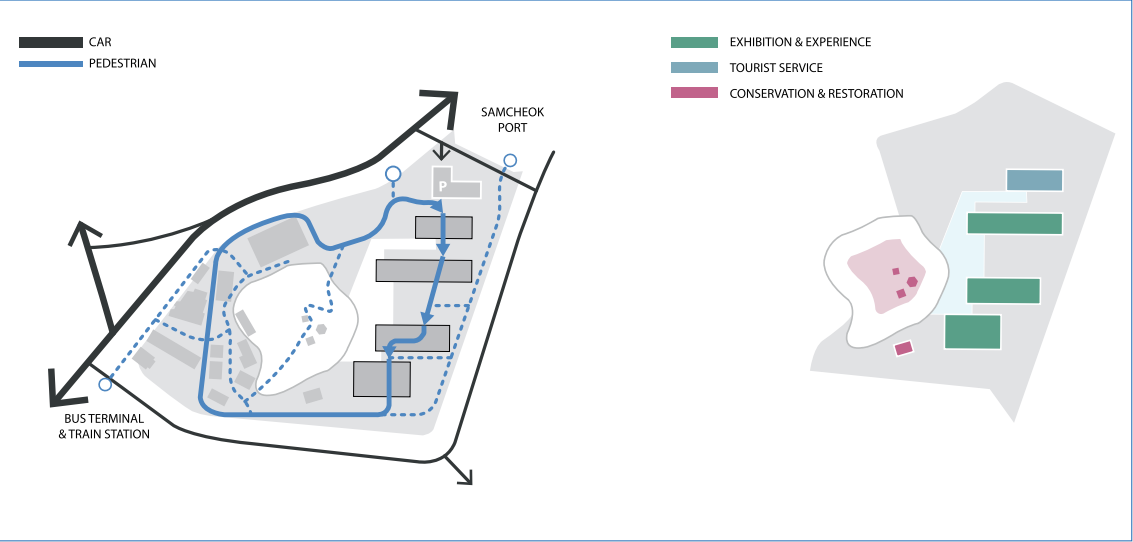 CAR
PEDESTRIAN
SAMCHEOK
PORT
P
BUS TERMINAL
& TRAIN STATION
EXHIBITION & EXPERIENCE
TOURIST SERVICE
CONSERVATION & RESTORATION